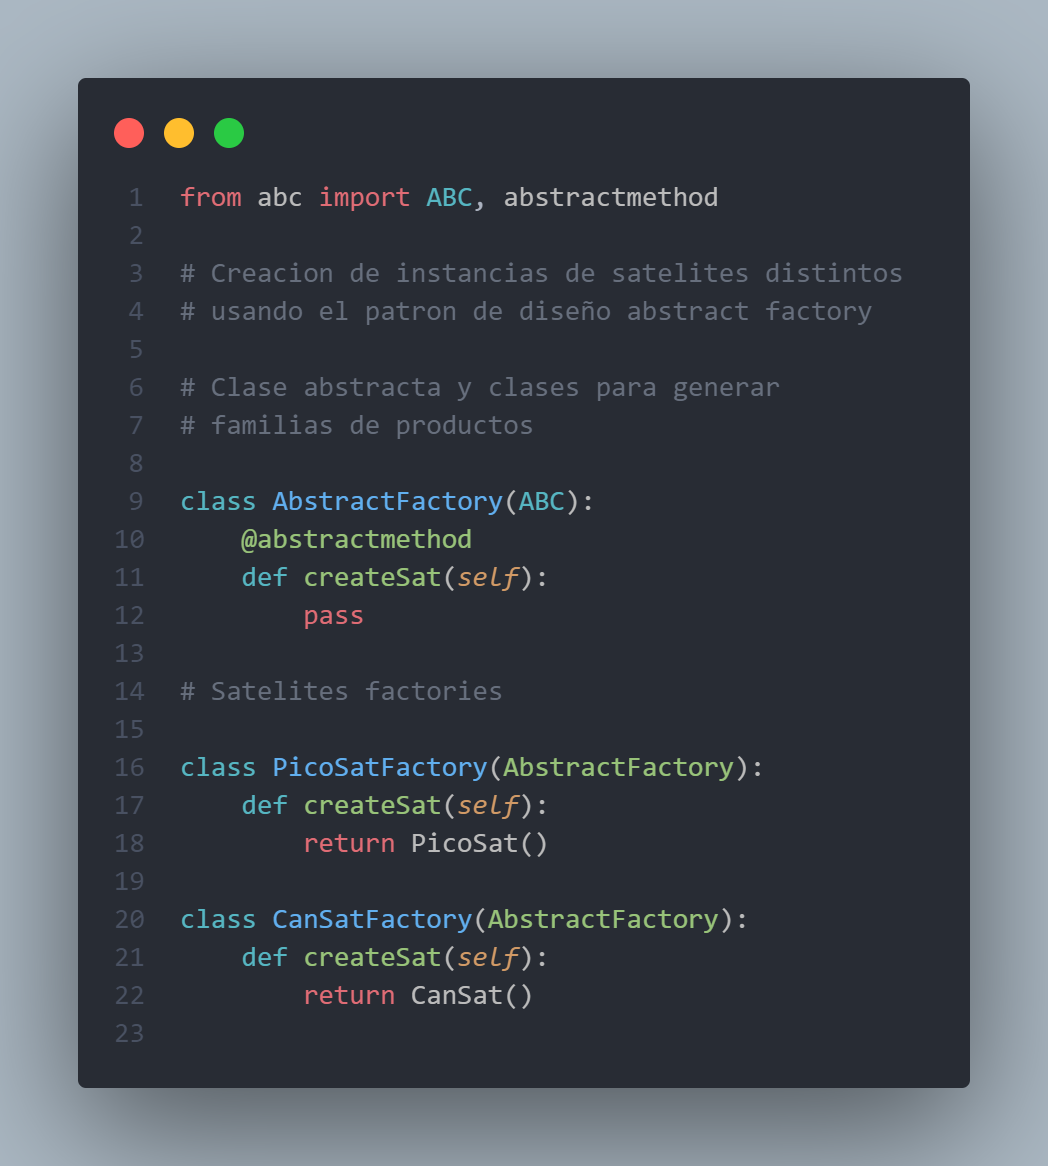 1 from abc import ABC, abstractmethod
2
3 # Creacion de instancias de satelites distintos
4 # usando el patron de diseño abstract factory
5
6 # Clase abstracta y clases para generar
7 # familias de productos
8
9 class AbstractFactory(ABC):
10     @abstractmethod
11     def createSat(self):
12         pass
13
14 # Satelites factories
15
16 class PicoSatFactory(AbstractFactory):
17     def createSat(self):
18         return PicoSat()
19
20 class CanSatFactory(AbstractFactory):
21     def createSat(self):
22         return CanSat()
23